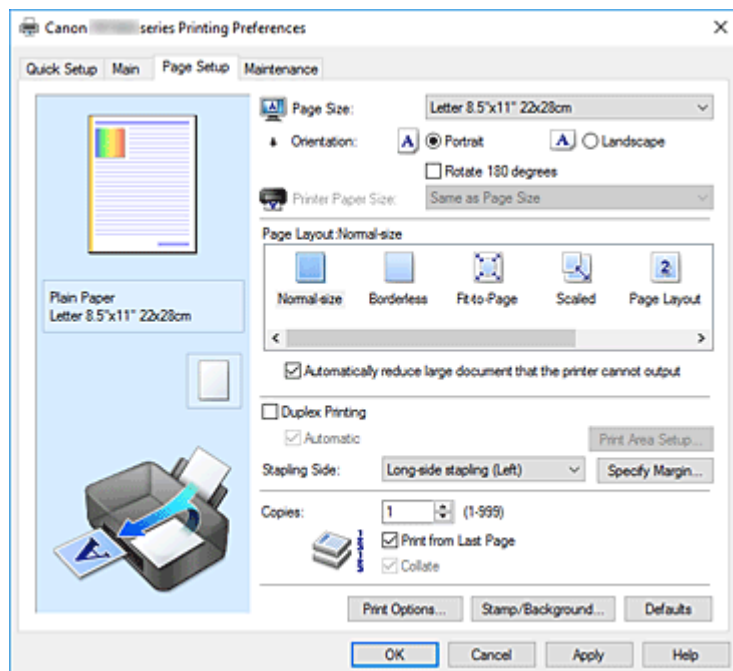 Canon series Printing Preferences
Quick Setup Main Page Setup Maintenance
Page Size: Letter 8.5"x11" 22x28cm
Orientation: A Portrait A Landscape
Rotate 180 degrees
Printer Paper Size: Same as Page Size
Page Layout:Normal-size
2
Normal-size Borderless Fit-to-Page Scaled Page Layout
Automatically reduce large document that the printer cannot output
Plain Paper
Letter 8.5"x11" 22x28cm
Duplex Printing
Automatic Print Area Setup...
Stapling Side: Long-side stapling (Left) Specify Margin...
Copies: 1 (1-999)
Print from Last Page
Collate
A
Print Options... Stamp/Background... Defaults
OK Cancel Apply Help